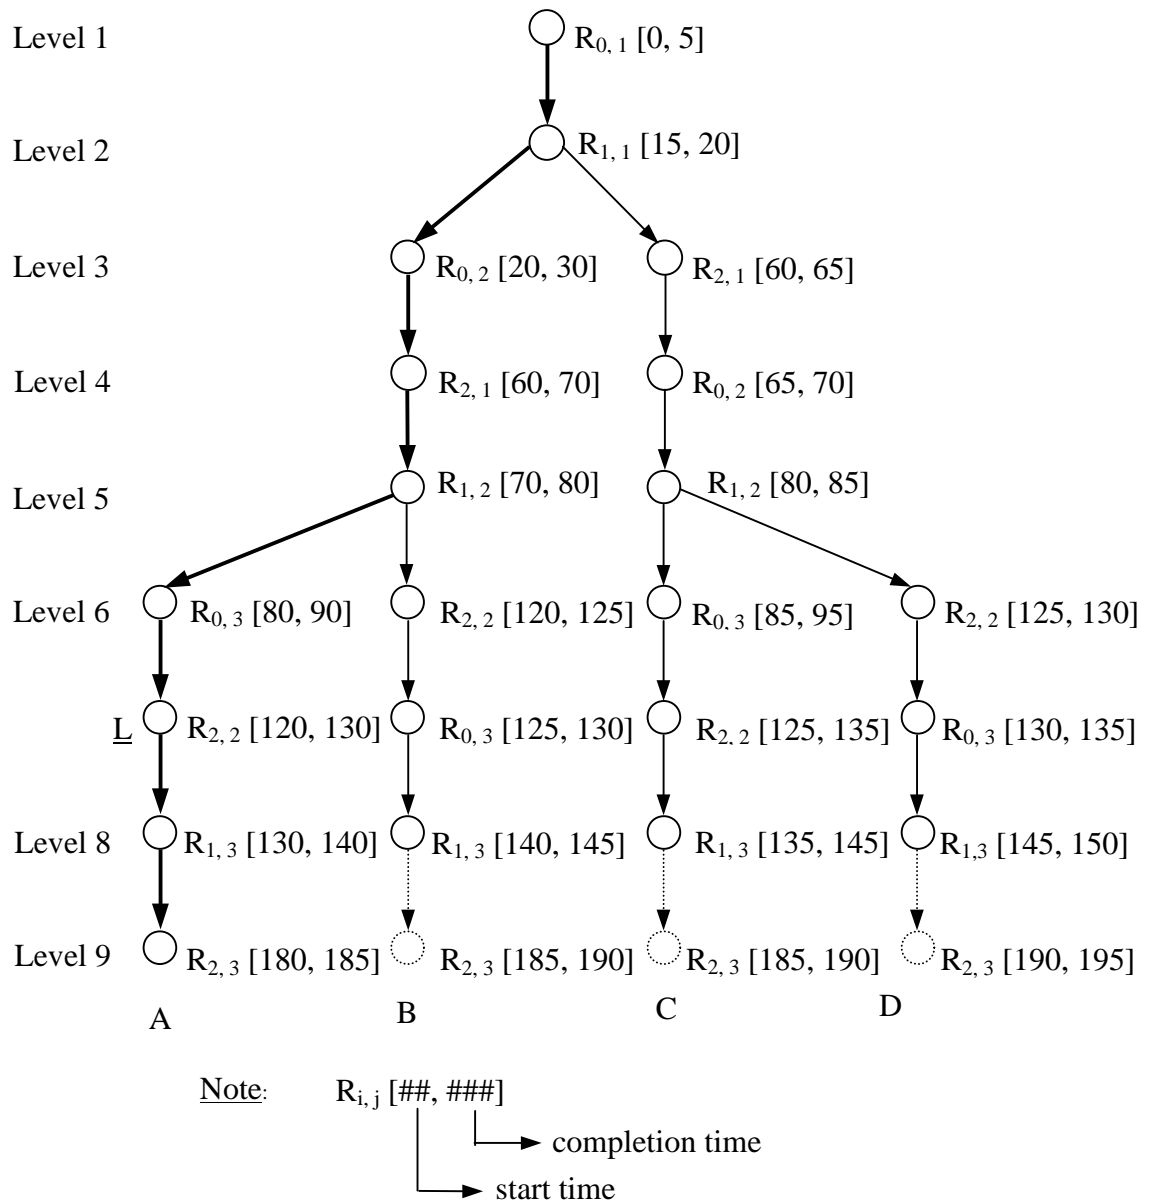 Level 1 R0, 1 [0, 5]
Level 2 R1, 1 [15, 20]
Level 3 R0, 2 [20, 30] R2, 1 [60, 65]
Level 4 R2, 1 [60, 70] R0, 2 [65, 70]
Level 5 R1, 2 [70, 80] R1, 2 [80, 85]
Level 6 R0, 3 [80, 90] R2, 2 [120, 125] R0, 3 [85, 95] R2, 2 [125, 130]
L R2, 2 [120, 130] R0, 3 [125, 130] R2, 2 [125, 135] R0, 3 [130, 135]
Level 8 R1, 3 [130, 140] R1, 3 [140, 145] R1, 3 [135, 145] R1,3 [145, 150]
Level 9 R2, 3 [180, 185] R2, 3 [185, 190] R2, 3 [185, 190] R2, 3 [190, 195]
A B C D
Note: Ri, j [##, ###]
completion time
start time